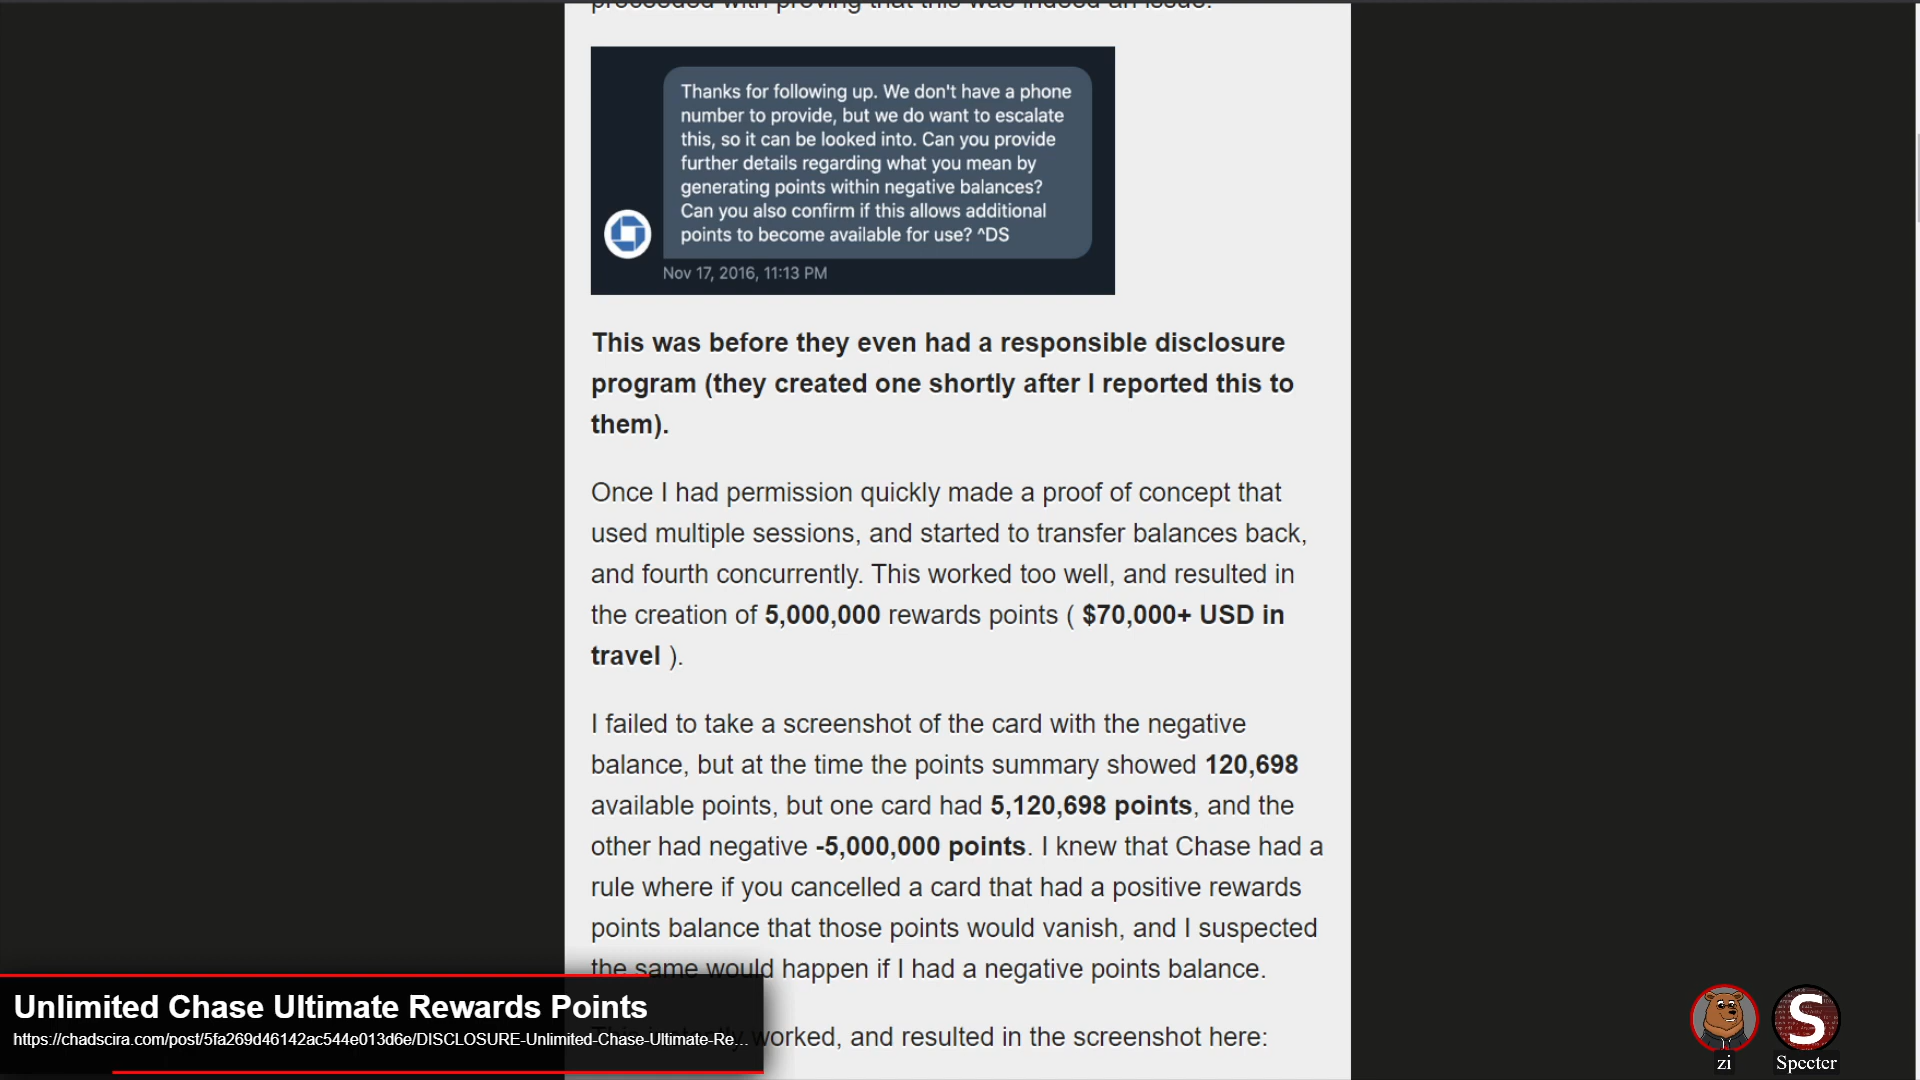 proceeded with proving that this was indeed an issue.
Thanks for following up. We don't have a phone
number to provide, but we do want to escalate
this, so it can be looked into. Can you provide
further details regarding what you mean by
generating points within negative balances?
Can you also confirm if this allows additional
points to become available for use? ^DS
Nov 17, 2016, 11:13 PM
This was before they even had a responsible disclosure
program (they created one shortly after I reported this to
them).
Once I had permission quickly made a proof of concept that
used multiple sessions, and started to transfer balances back,
and fourth concurrently. This worked too well, and resulted in
the creation of 5,000,000 rewards points ( $70,000+ USD in
travel ).
I failed to take a screenshot of the card with the negative
balance, but at the time the points summary showed 120,698
available points, but one card had 5,120,698 points, and the
other had negative -5,000,000 points. I knew that Chase had a
rule where if you cancelled a card that had a positive rewards
points balance that those points would vanish, and I suspected
the same would happen if I had a negative points balance.
worked, and resulted in the screenshot here:
Unlimited Chase Ultimate Rewards Points
https://chadscira.com/post/5fa269d46142ac544e013d6e/DISCLOSURE-Unlimited-Chase-Ultimate-Re...
S
zi
Specter